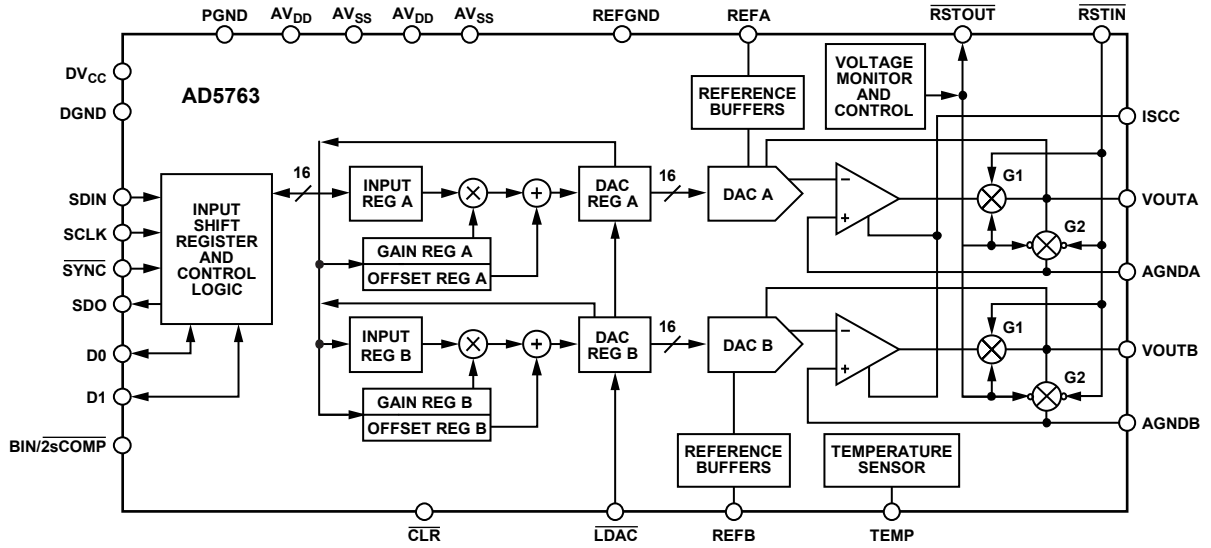 PGND
AVDD
AVSS
AVDD
AVSS
REFGND
REFA
RSTOUT
RSTIN
DVCC
DGND
AD5763
REFERENCE
BUFFERS
VOLTAGE
MONITOR
AND
CONTROL
ISCC
SDIN
SCLK
SYNC
SDO
D0
D1
BIN/2sCOMP
INPUT
SHIFT
REGISTER
AND
CONTROL
LOGIC
16
INPUT
REG A
×
+
DAC
REG A
16
DAC A
−
+
G1
G2
VOUTA
AGNDA
GAIN REG A
OFFSET REG A
INPUT
REG B
×
+
DAC
REG B
16
DAC B
−
+
G1
G2
VOUTB
AGNDB
GAIN REG B
OFFSET REG B
REFERENCE
BUFFERS
TEMPERATURE
SENSOR
CLR
LDAC
REFB
TEMP